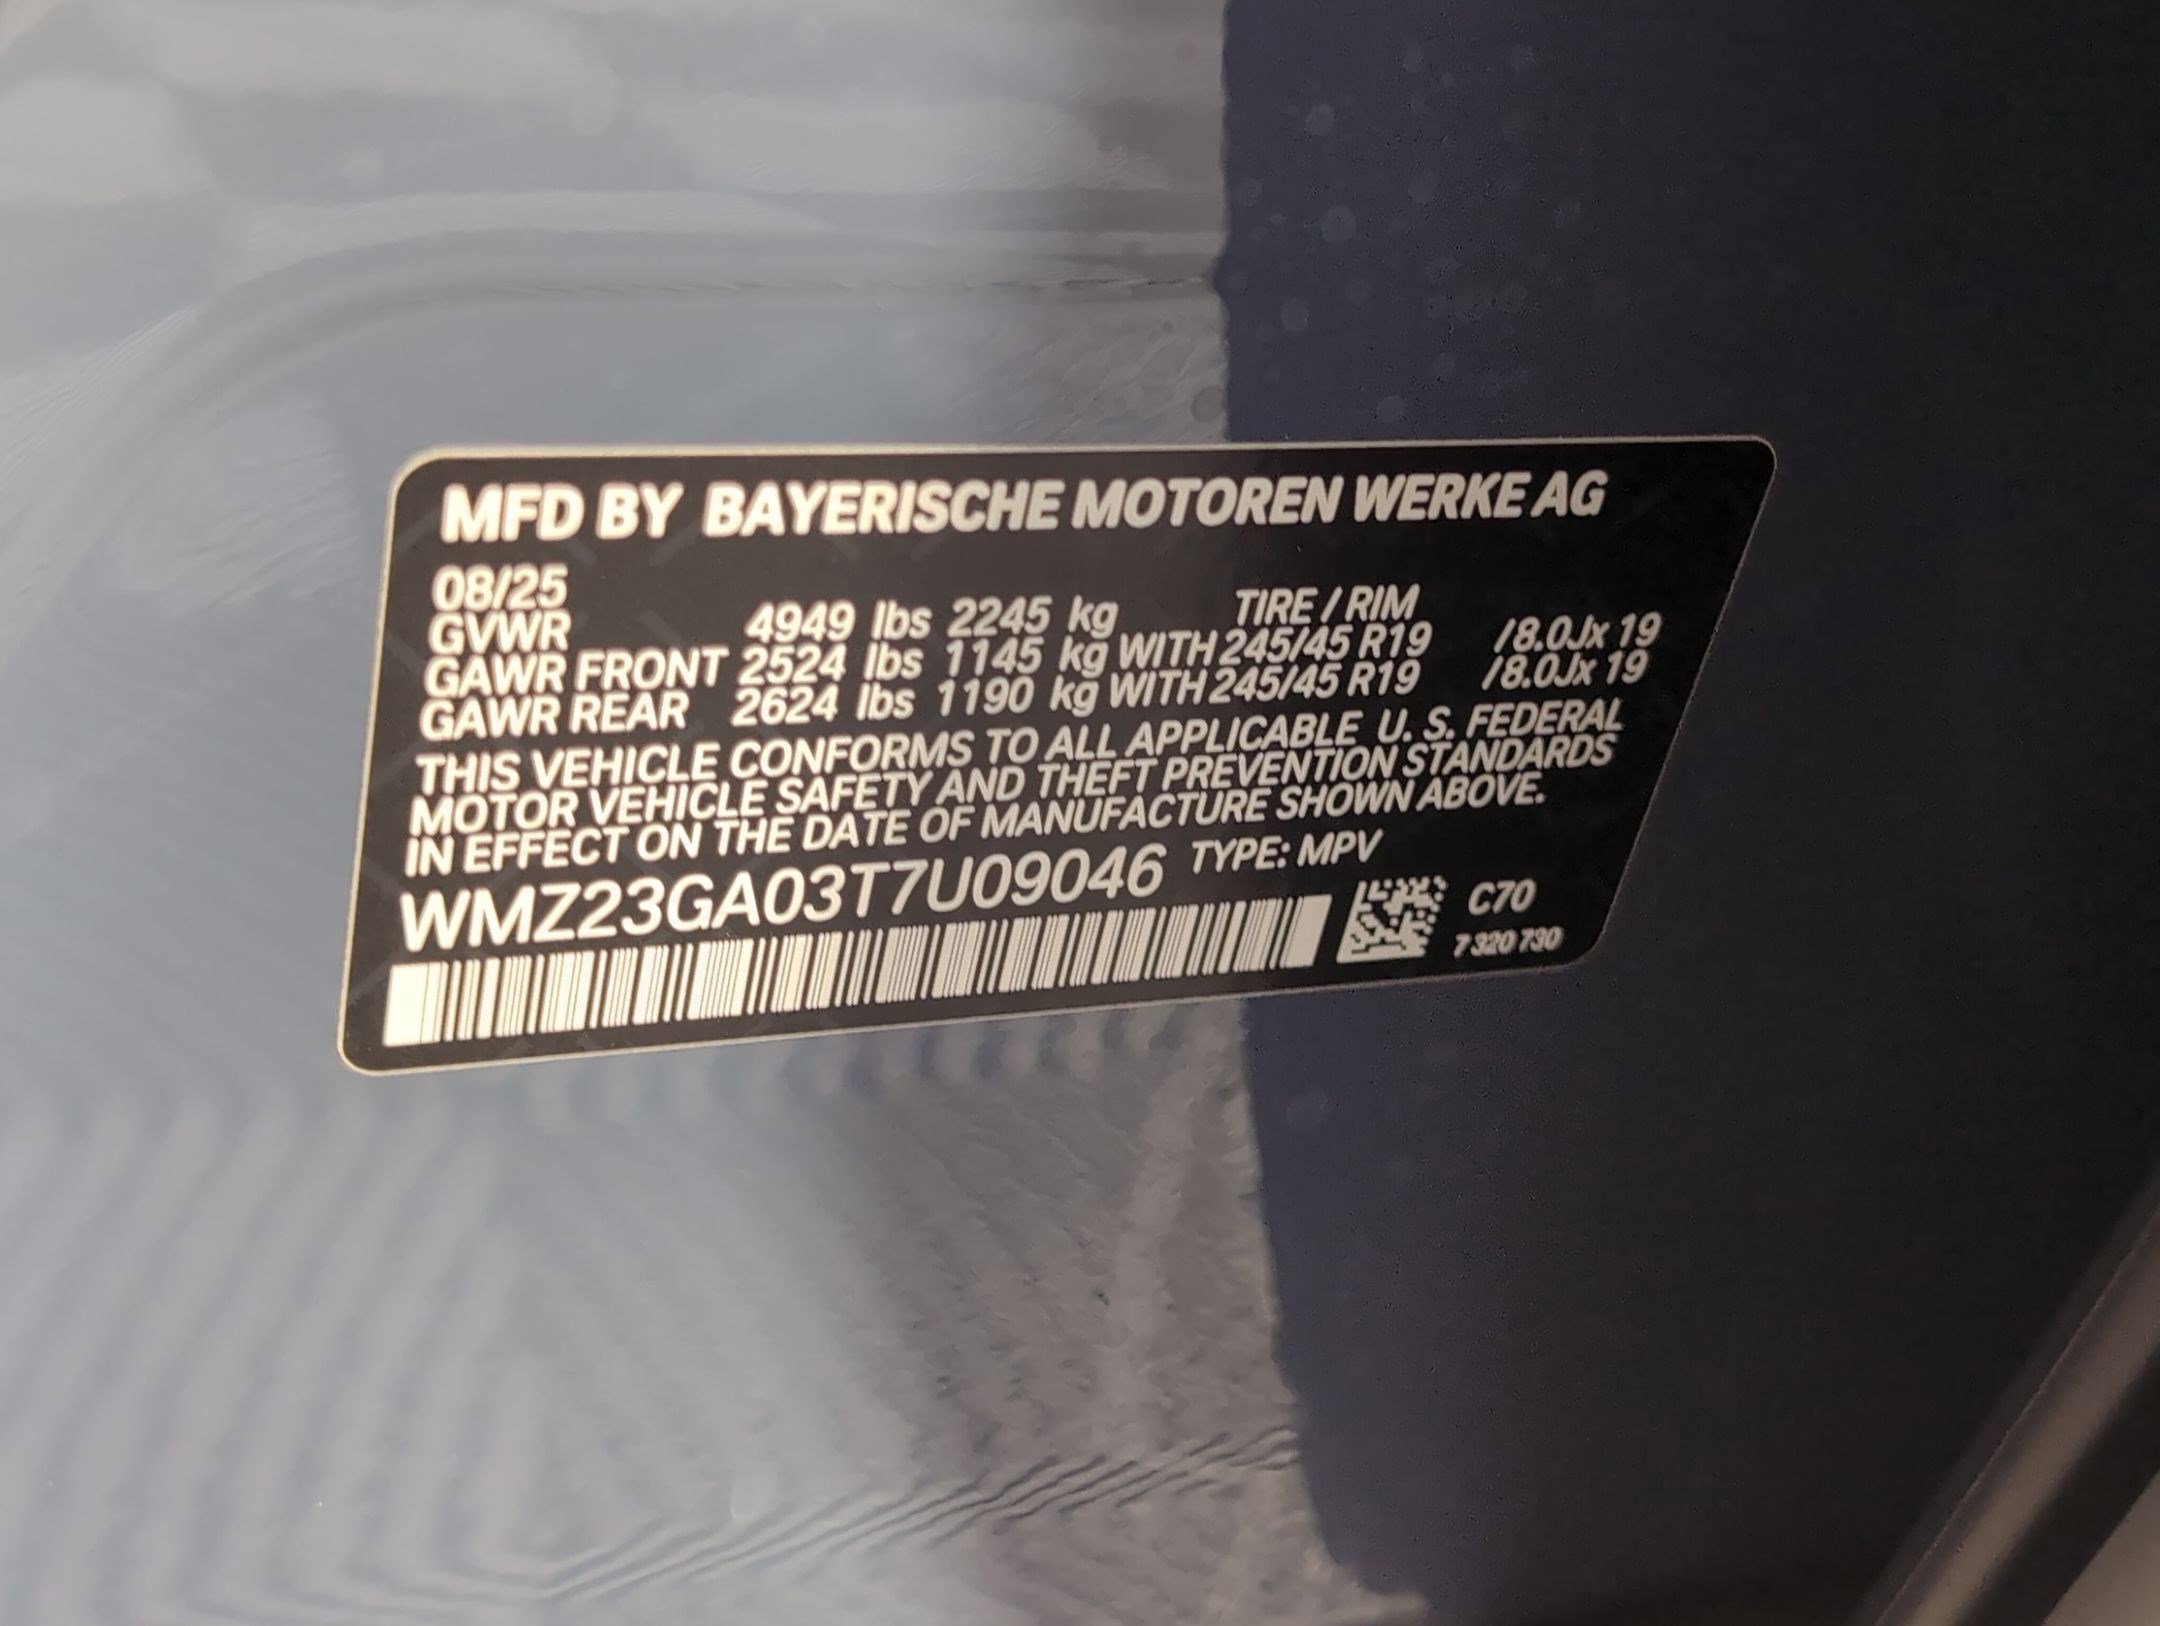 MFD BY BAYERISCHE MOTOREN WERKE AG
08/25
GVWR 4949 lbs 2245 kg TIRE / RIM
GAWR FRONT 2524 lbs 1145 kg WITH 245/45 R19 /8.0Jx 19
GAWR REAR 2624 lbs 1190 kg WITH 245/45 R19 /8.0Jx 19
THIS VEHICLE CONFORMS TO ALL APPLICABLE U. S. FEDERAL
MOTOR VEHICLE SAFETY AND THEFT PREVENTION STANDARDS
IN EFFECT ON THE DATE OF MANUFACTURE SHOWN ABOVE.
WMZ23GA03T7U09046 TYPE: MPV
C70
7 320 730